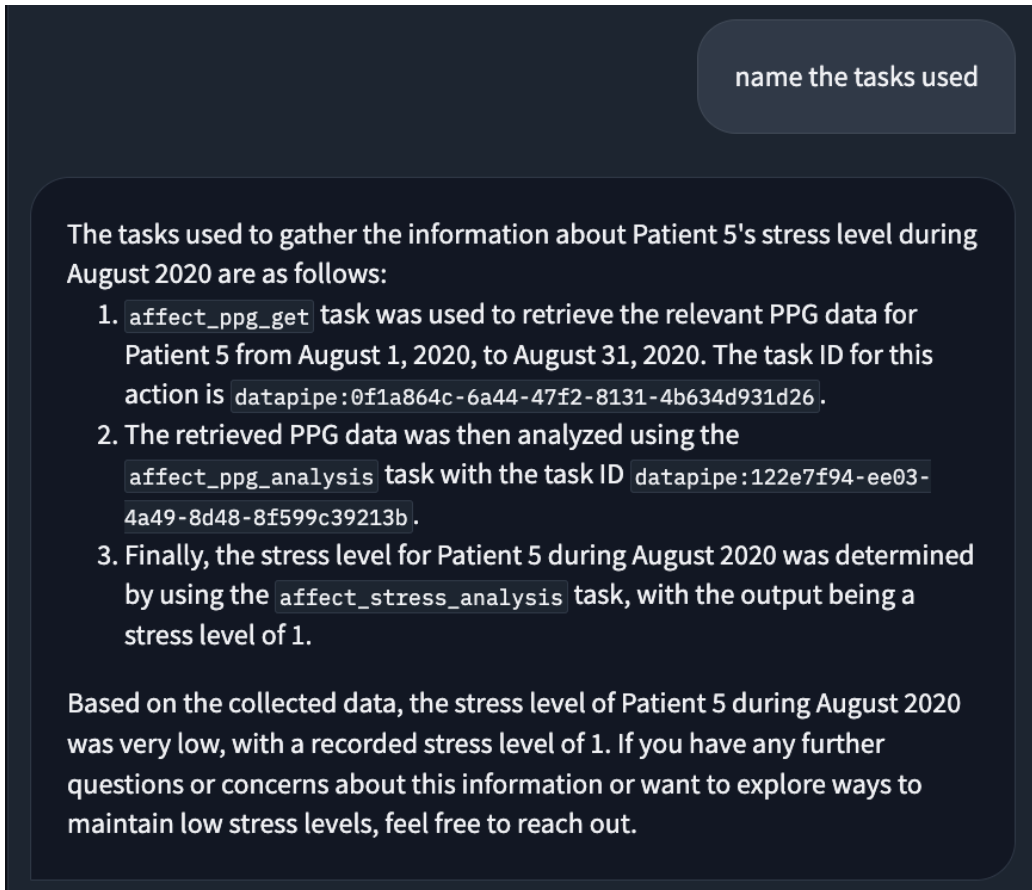 name the tasks used
The tasks used to gather the information about Patient 5's stress level during
August 2020 are as follows:
1. affect_ppg_get task was used to retrieve the relevant PPG data for
Patient 5 from August 1, 2020, to August 31, 2020. The task ID for this
action is datapipe:0f1a864c-6a44-47f2-8131-4b634d931d26.
2. The retrieved PPG data was then analyzed using the
affect_ppg_analysis task with the task ID datapipe:122e7f94-ee03-
4a49-8d48-8f599c39213b.
3. Finally, the stress level for Patient 5 during August 2020 was determined
by using the affect_stress_analysis task, with the output being a
stress level of 1.
Based on the collected data, the stress level of Patient 5 during August 2020
was very low, with a recorded stress level of 1. If you have any further
questions or concerns about this information or want to explore ways to
maintain low stress levels, feel free to reach out.